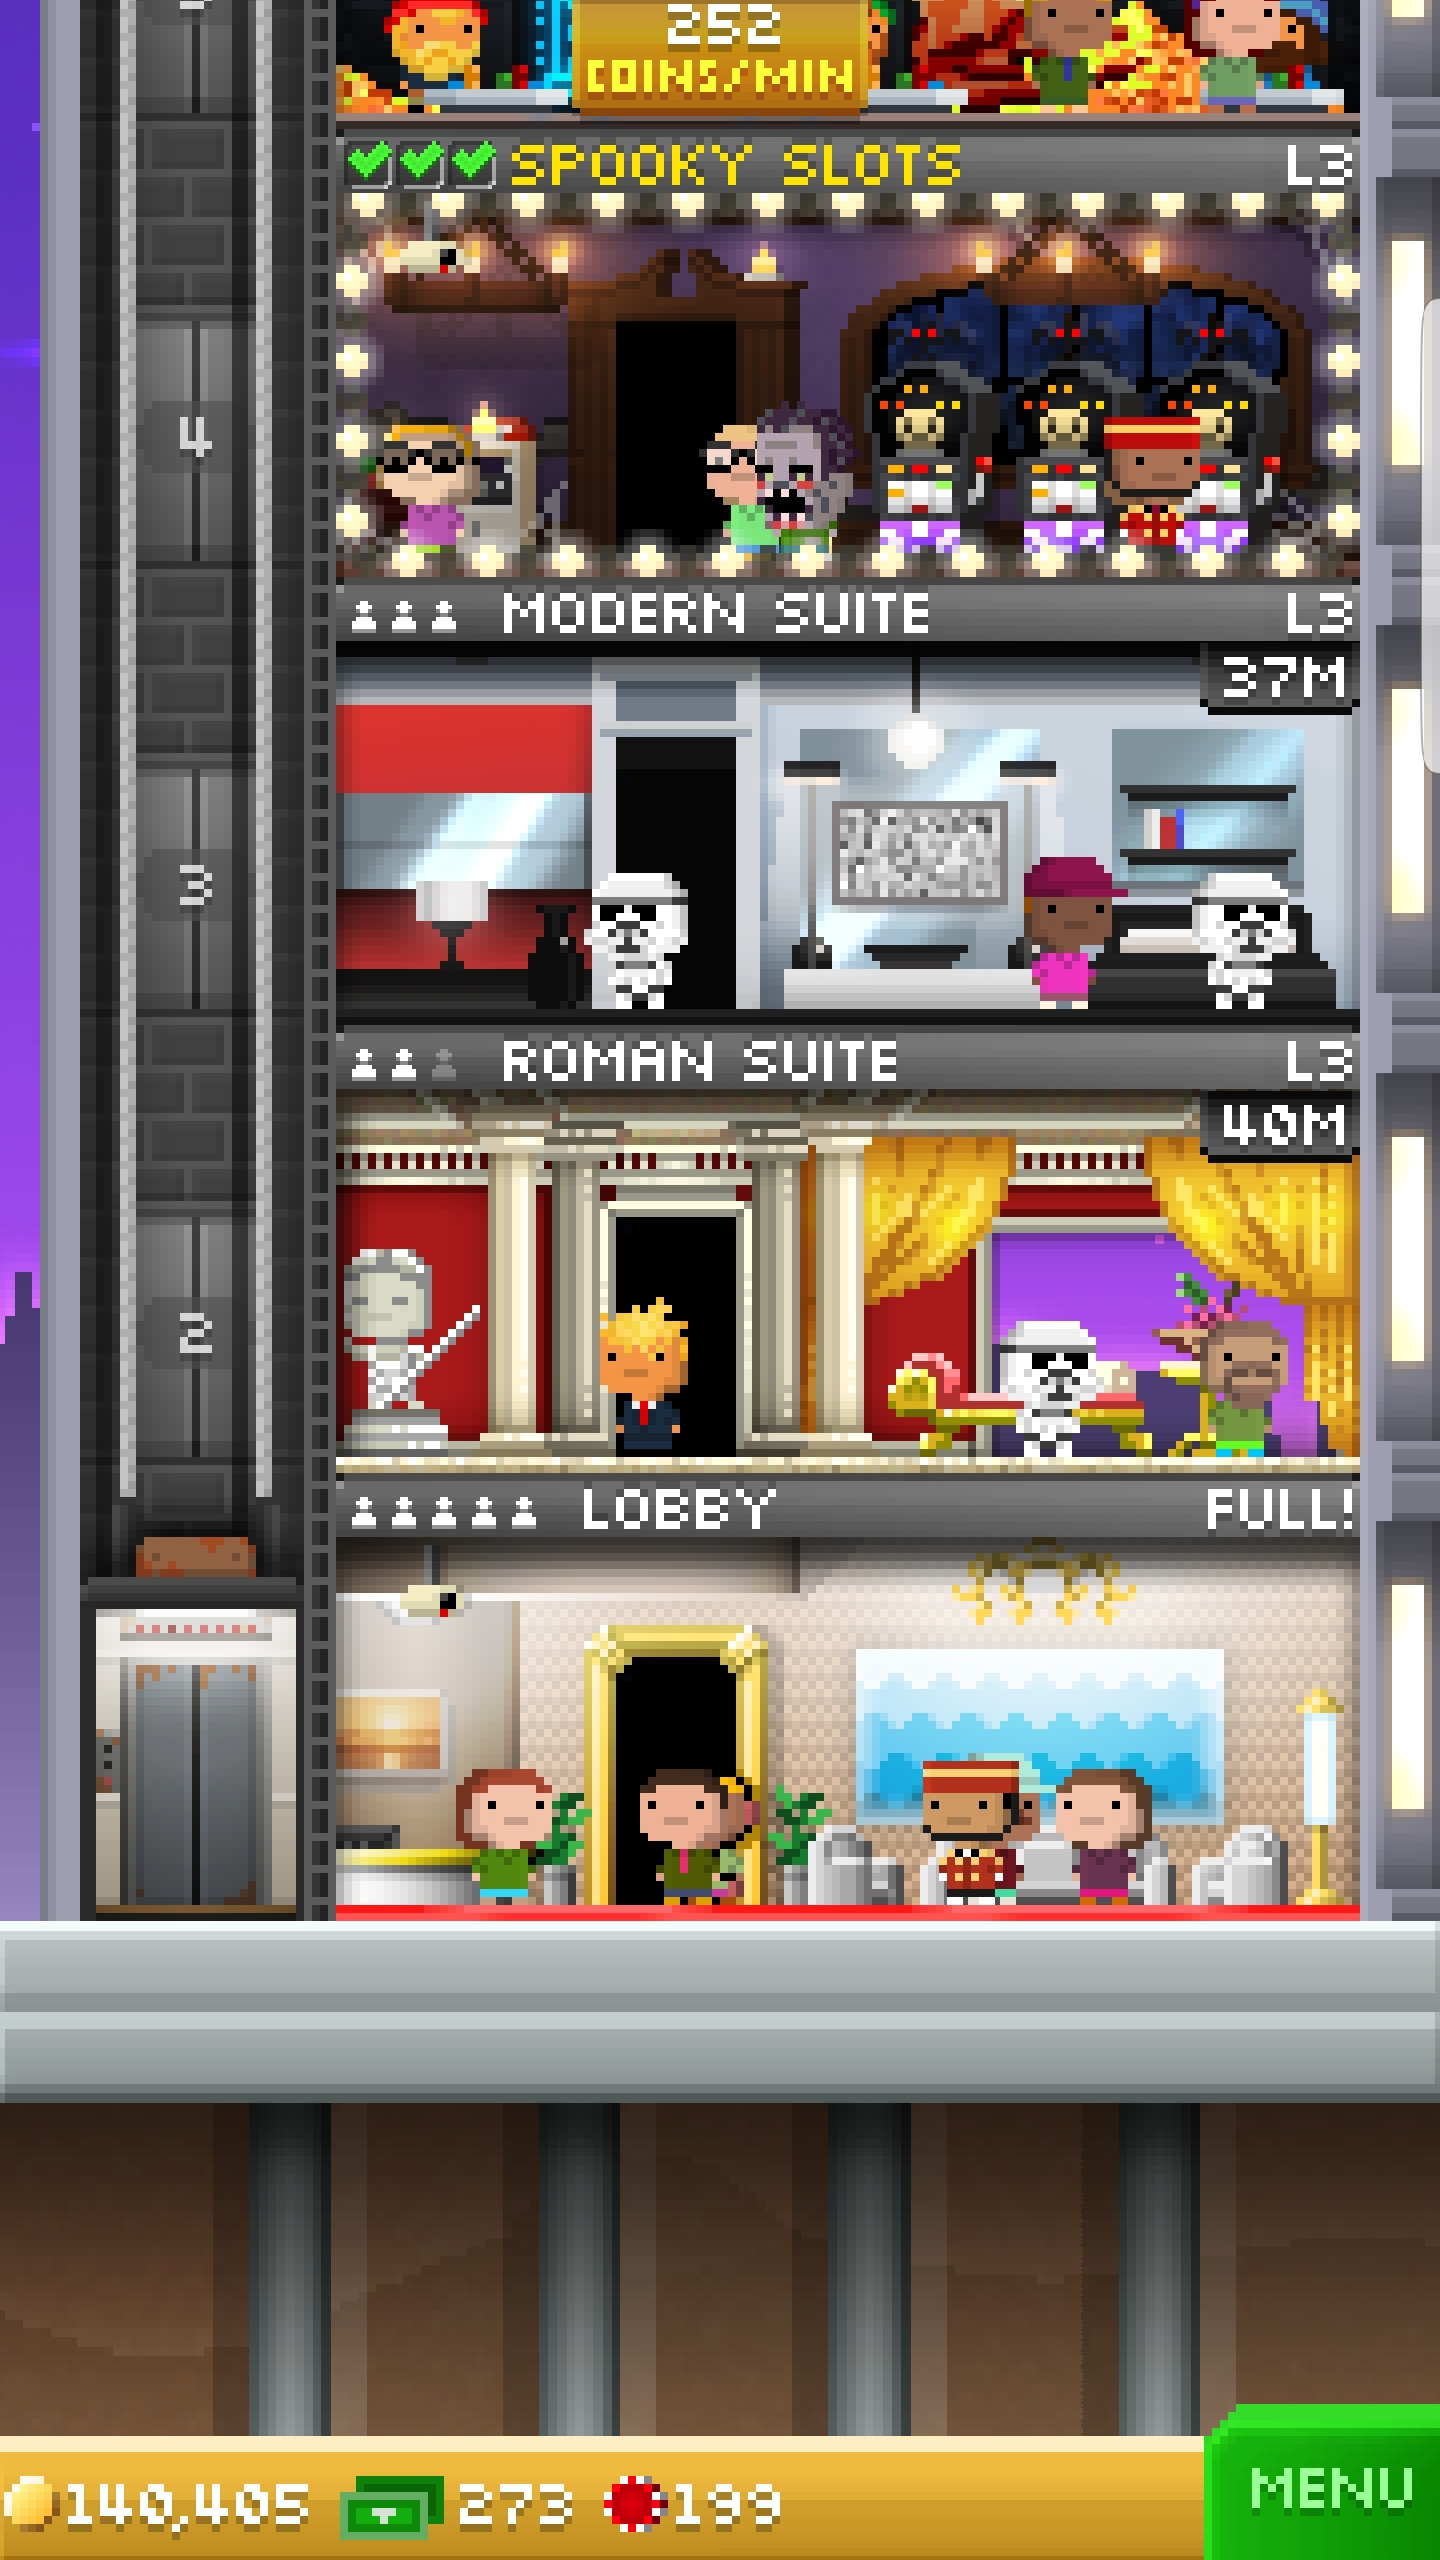 252
COINS/MIN
SPOOKY SLOTS L3
4
MODERN SUITE L3
37M
3
ROMAN SUITE L3
40M
2
LOBBY FULL!
140,405 273 199
MENU